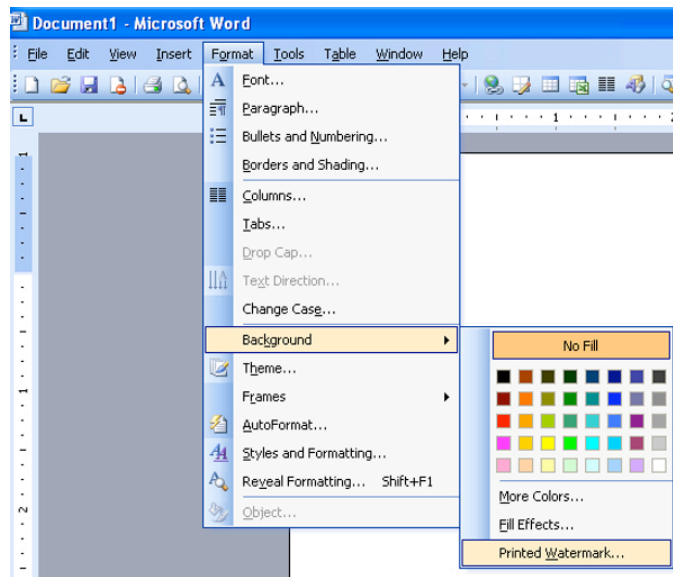 Document1 - Microsoft Word
File Edit View Insert Format Tools Table Window Help
Font...
Paragraph...
Bullets and Numbering...
Borders and Shading...
Columns...
Tabs...
Drop Cap...
Text Direction...
Change Case...
Background
No Fill
Theme...
Frames
AutoFormat...
Styles and Formatting...
Reveal Formatting... Shift+F1
Object...
More Colors...
Fill Effects...
Printed Watermark...